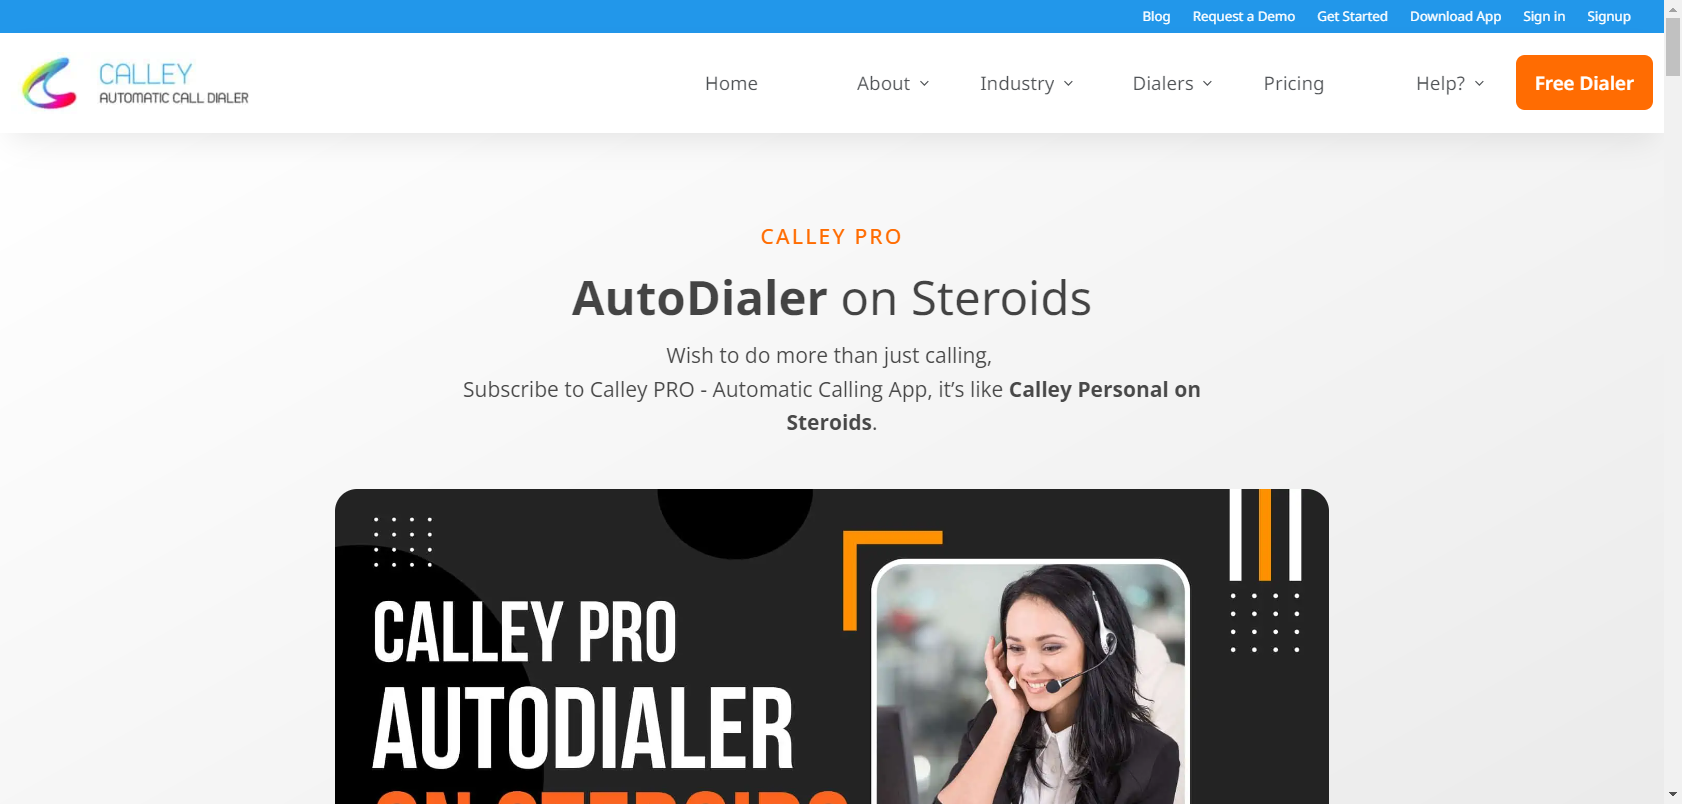 Blog Request a Demo Get Started Download App Sign in Signup
CALLEY
AUTOMATIC CALL DIALER
Home About Industry Dialers Pricing Help? Free Dialer
CALLEY PRO
AutoDialer on Steroids
Wish to do more than just calling,
Subscribe to Calley PRO - Automatic Calling App, it’s like Calley Personal on
Steroids.
CALLEY PRO
AUTODIALER
ON STEROIDS